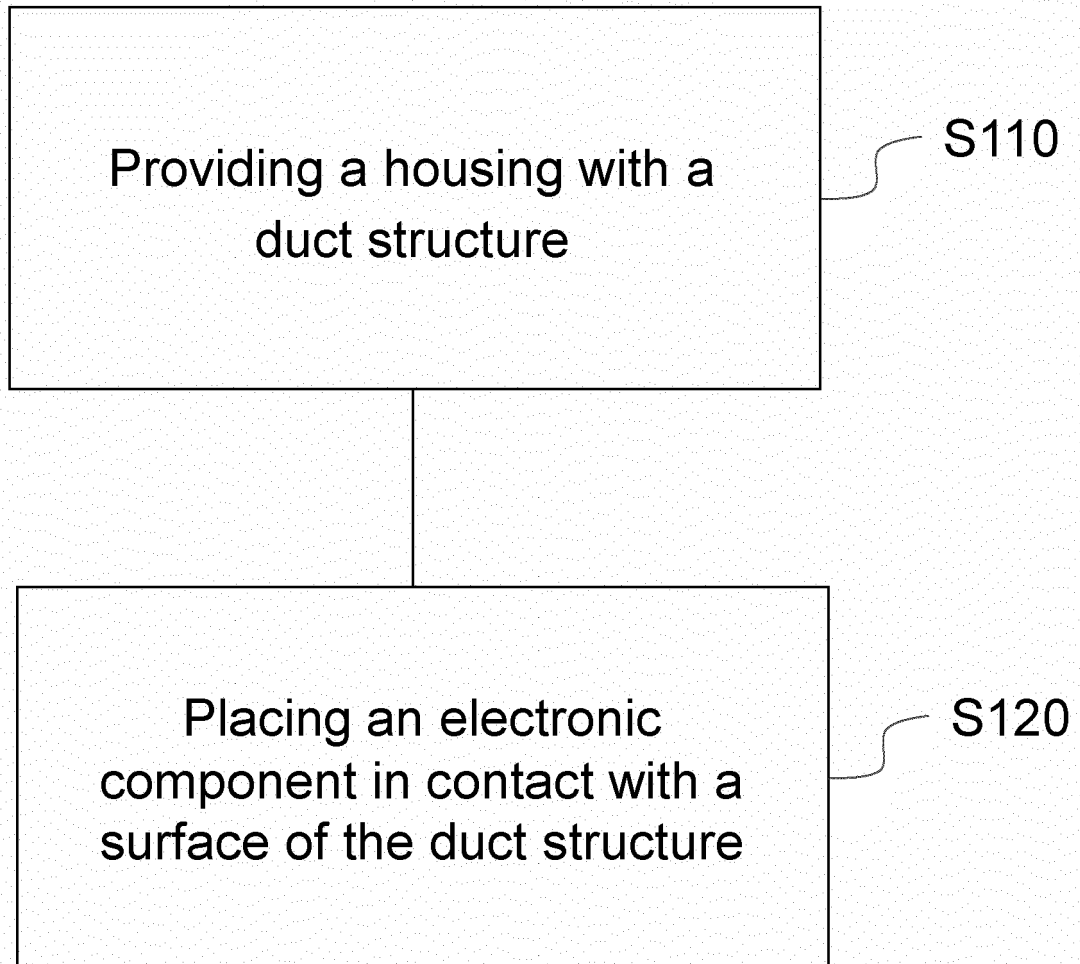 S110
Providing a housing with a
duct structure
S120
Placing an electronic
component in contact with a
surface of the duct structure